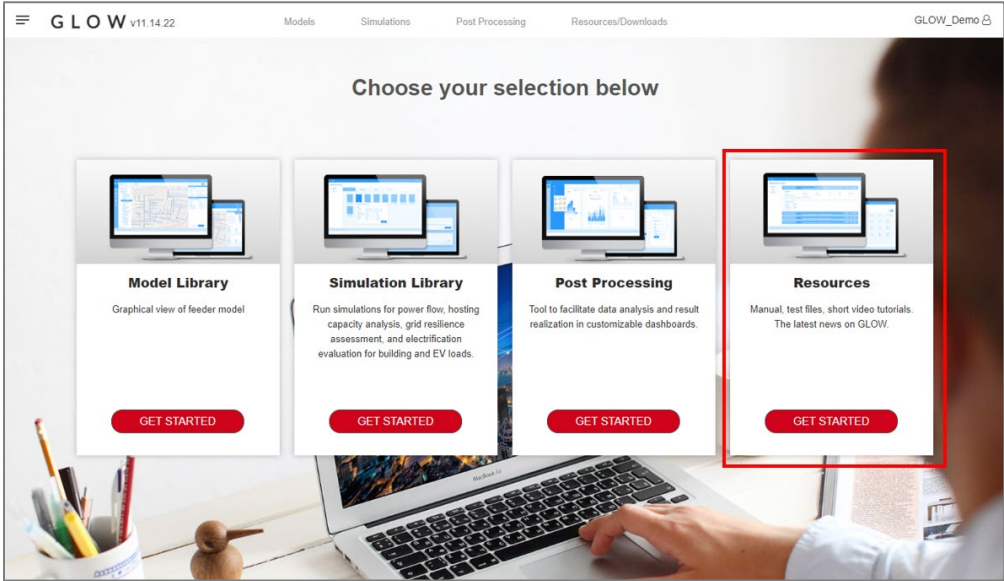 GLOW v11.14.22
Models
Simulations
Post Processing
Resources/Downloads
GLOW_Demo
Choose your selection below
Model Library
Graphical view of feeder model
GET STARTED
Simulation Library
Run simulations for power flow, hosting
capacity analysis, grid resilience
assessment, and electrification
evaluation for building and EV loads.
GET STARTED
Post Processing
Tool to facilitate data analysis and result
realization in customizable dashboards.
GET STARTED
Resources
Manual, test files, short video tutorials.
The latest news on GLOW.
GET STARTED
MacBook Air